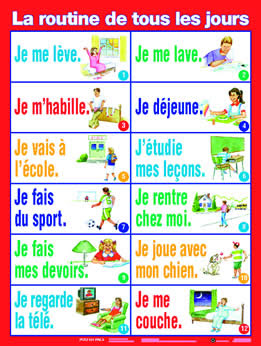 La routine de tous les jours
Je me lève.
1
Je me lave.
2
Je m'habille.
3
Je déjeune.
4
Je vais à
l'école.
5
J'étudie
mes leçons.
6
Je fais
du sport.
7
Je rentre
chez moi.
8
Je fais
mes devoirs.
9
Je joue avec
mon chien.
10
Je regarde
la télé.
11
Je me
couche.
12